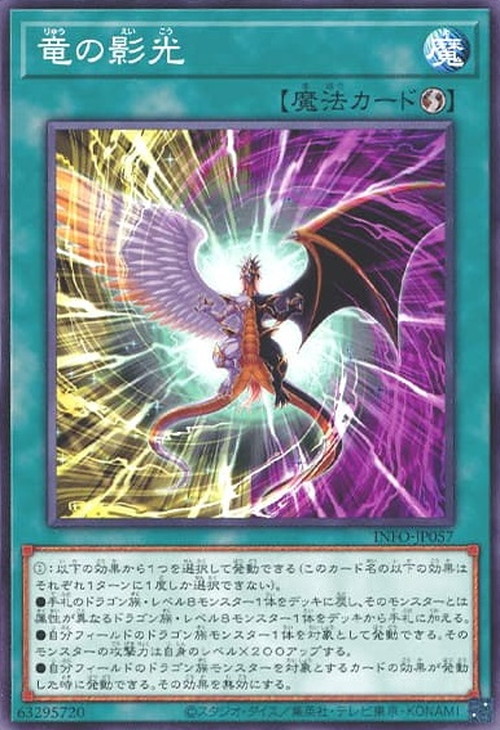 竜の影光
魔
【魔法カード】
INFO-JP057
①：以下の効果から1つを選択して発動できる（このカード名の以下の効果は
それぞれ1ターンに1度しか選択できない）。
●手札のドラゴン族・レベル8モンスター1体をデッキに戻し、そのモンスターとは
属性が異なるドラゴン族・レベル8モンスター1体をデッキから手札に加える。
●自分フィールドのドラゴン族モンスター1体を対象として発動できる。その
モンスターの攻撃力は自身のレベル×200アップする。
●自分フィールドのドラゴン族モンスターを対象とするカードの効果が発動
した時に発動できる。その効果を無効にする。
63295720 ©スタジオ・ダイス／集英社・テレビ東京・KONAMI